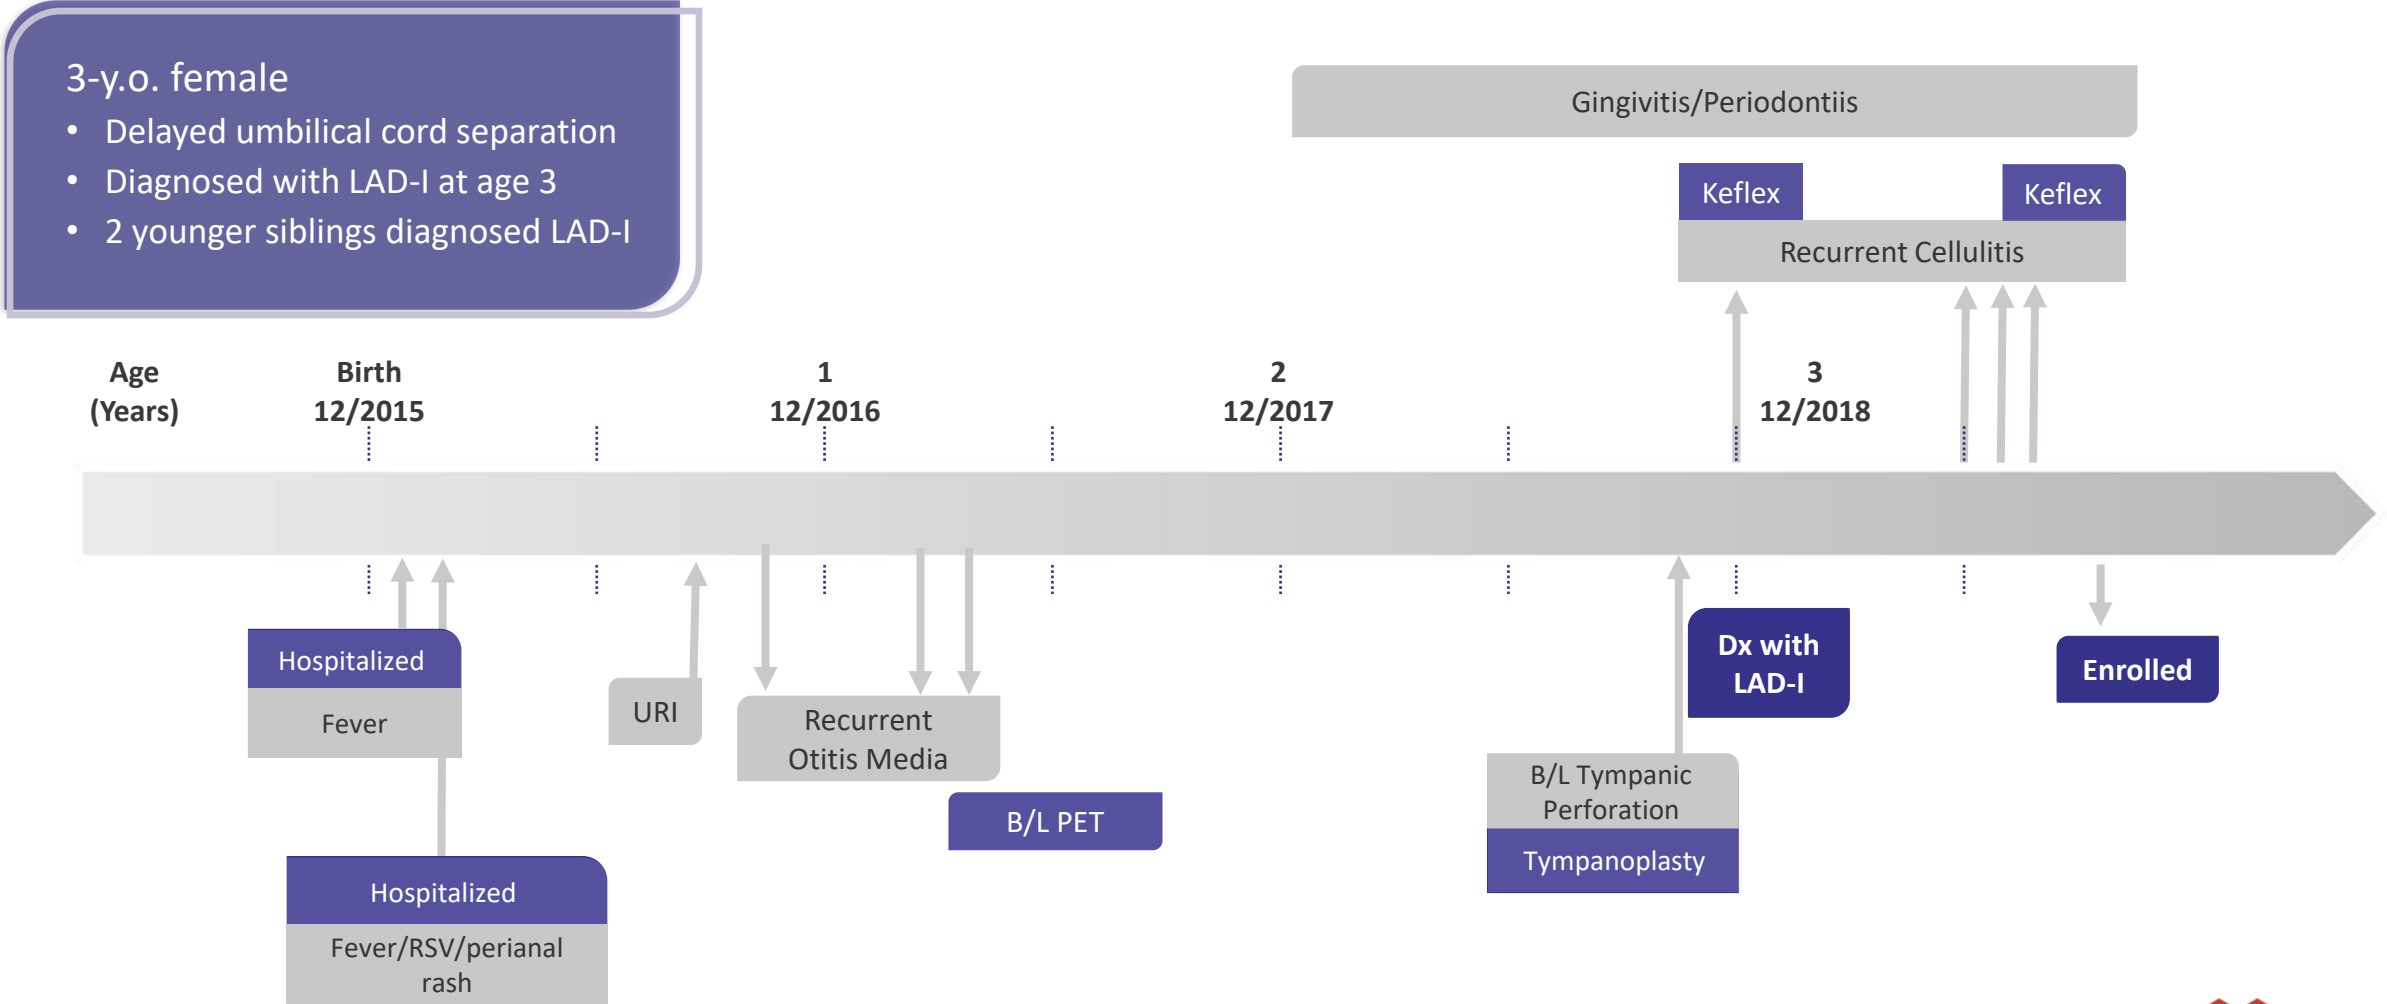 3-y.o. female
• Delayed umbilical cord separation
• Diagnosed with LAD-I at age 3
• 2 younger siblings diagnosed LAD-I
Gingivitis/Periodontiis
Keflex
Keflex
Recurrent Cellulitis
Age
(Years)
Birth
12/2015
1
12/2016
2
12/2017
3
12/2018
Hospitalized
Fever
Hospitalized
Fever/RSV/perianal
rash
URI
Recurrent
Otitis Media
B/L PET
B/L Tympanic
Perforation
Tympanoplasty
Dx with
LAD-I
Enrolled